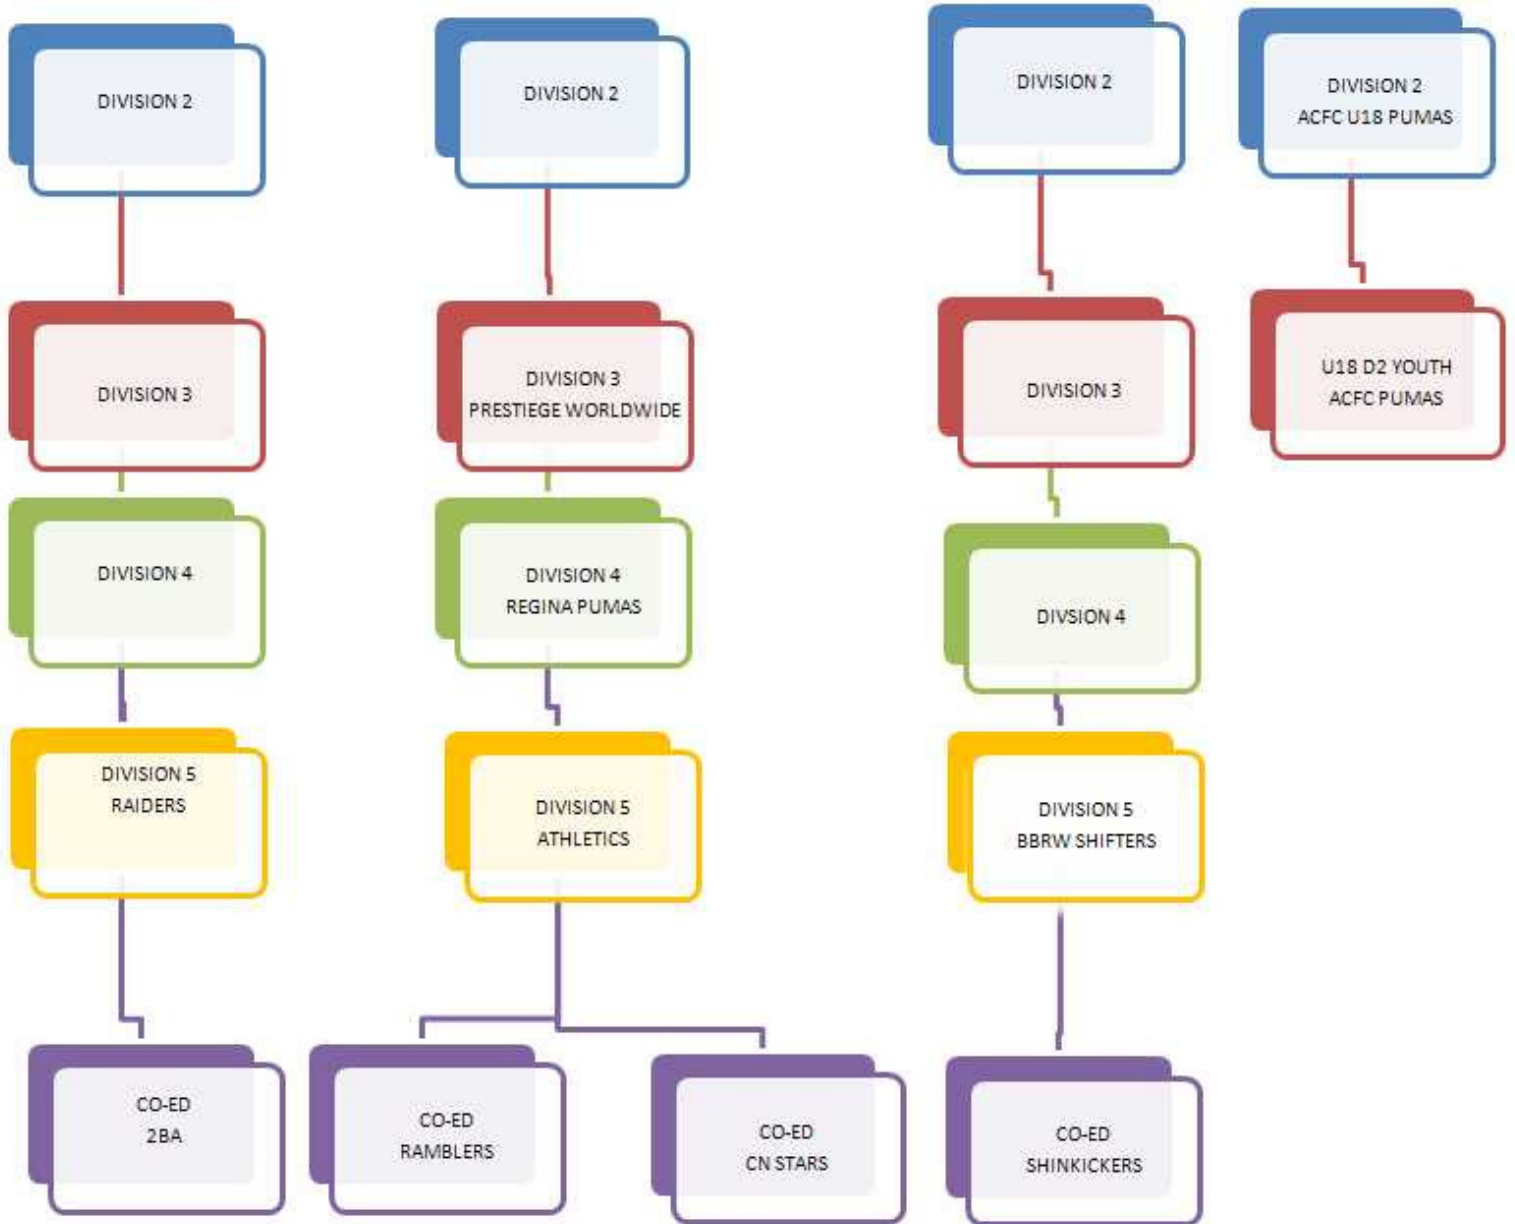 DIVISION 2
DIVISION 2
DIVISION 2
DIVISION 2
ACFC U18 PUMAS
DIVISION 3
DIVISION 3
PRESTIEGE WORLDWIDE
DIVISION 3
U18 D2 YOUTH
ACFC PUMAS
DIVISION 4
DIVISION 4
REGINA PUMAS
DIVSION 4
DIVISION 5
RAIDERS
DIVISION 5
ATHLETICS
DIVISION 5
BBRW SHIFTERS
CO-ED
2BA
CO-ED
RAMBLERS
CO-ED
CN STARS
CO-ED
SHINKICKERS